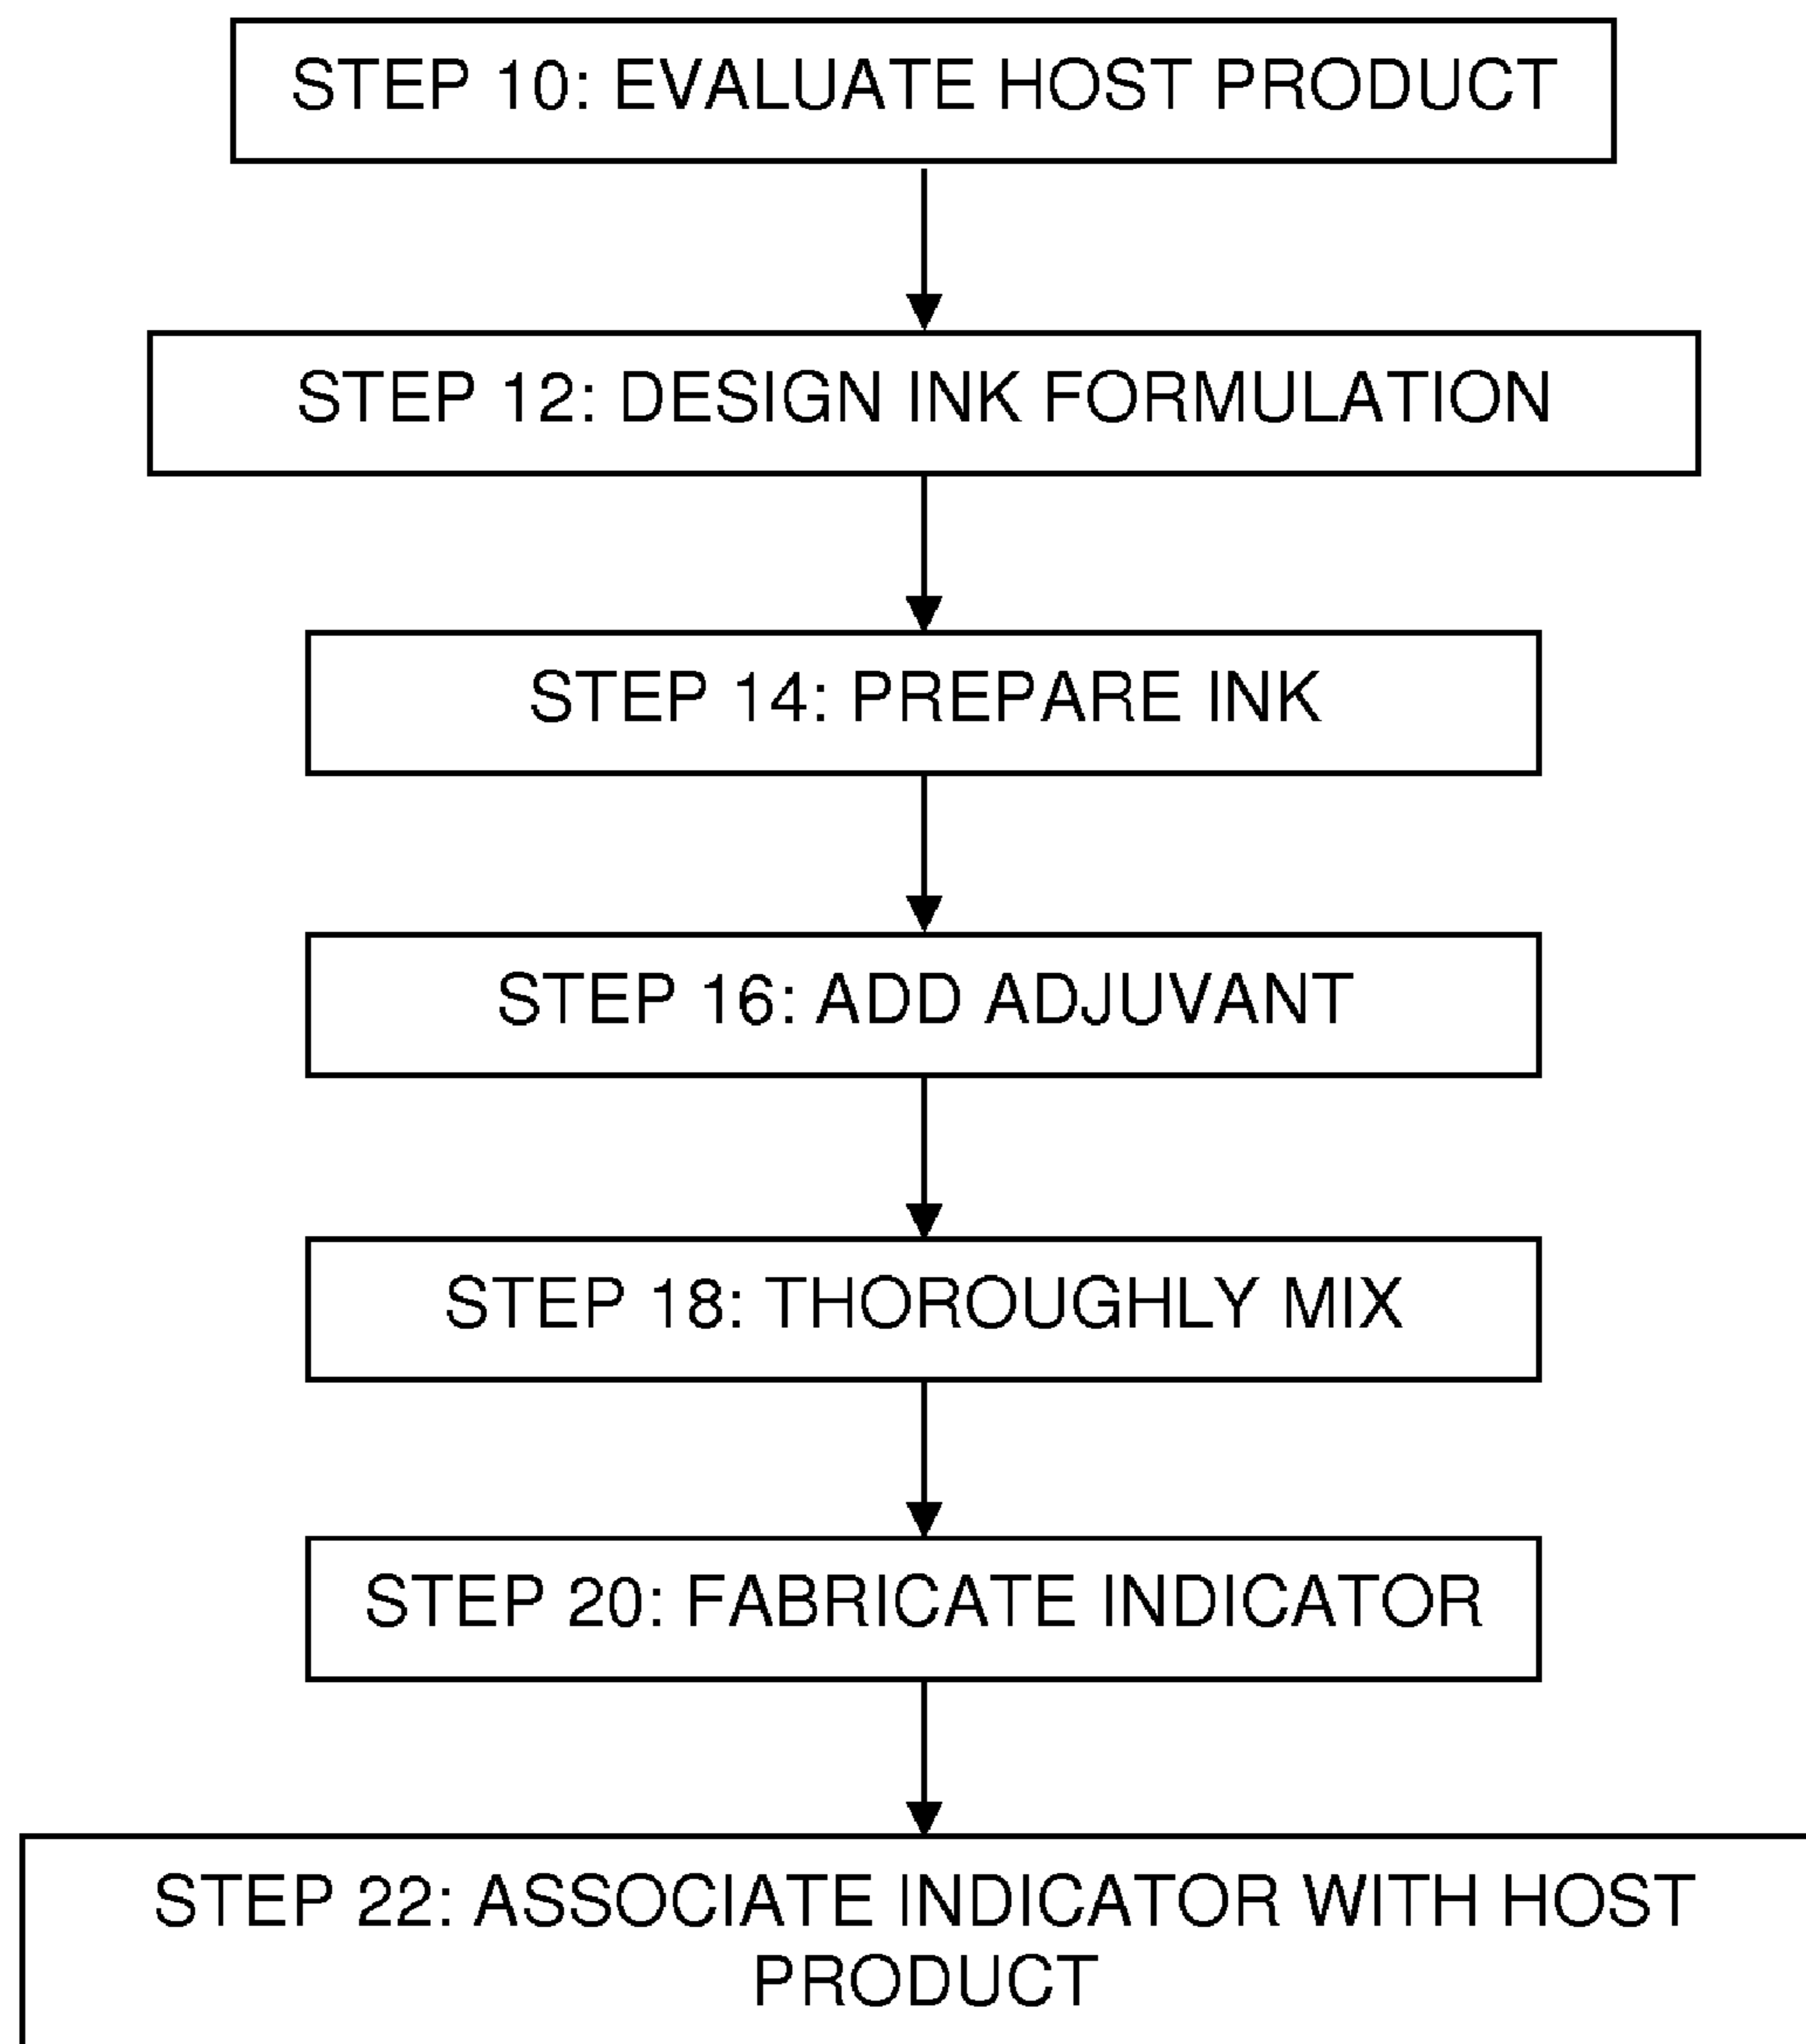 STEP 10: EVALUATE HOST PRODUCT
STEP 12: DESIGN INK FORMULATION
STEP 14: PREPARE INK
STEP 16: ADD ADJUVANT
STEP 18: THOROUGHLY MIX
STEP 20: FABRICATE INDICATOR
STEP 22: ASSOCIATE INDICATOR WITH HOST
PRODUCT